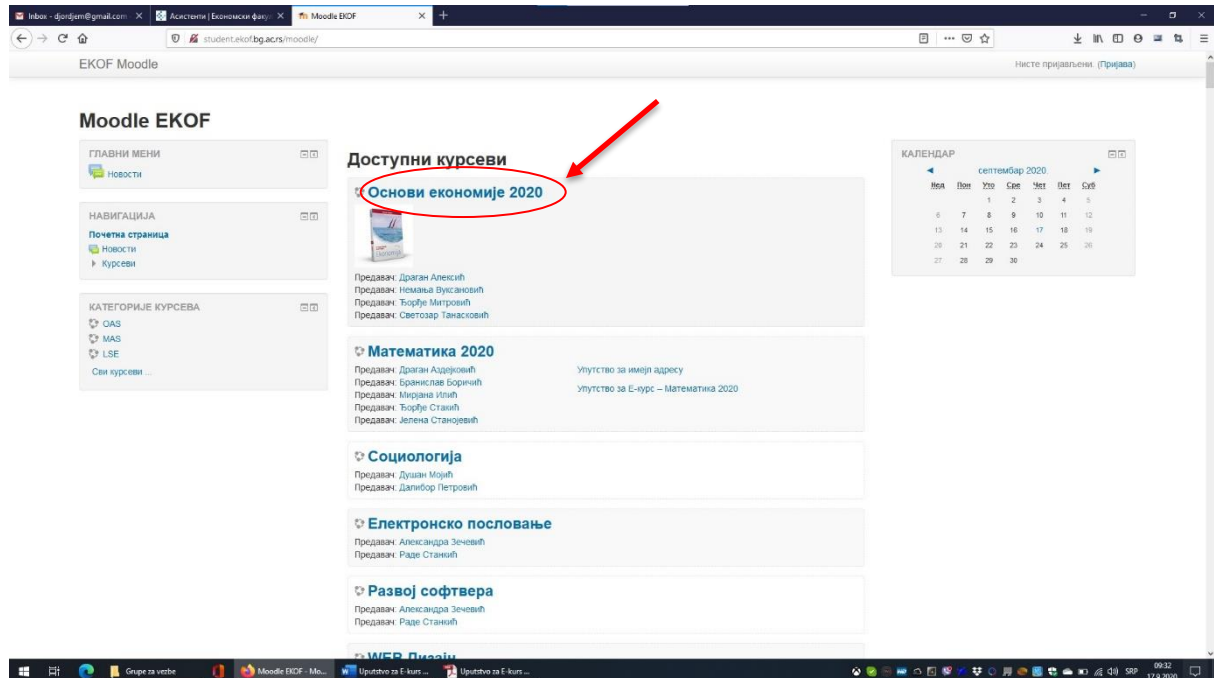 Inbox - djordjem@gmail.com
Асистенти | Економски факул
Moodle EKOF
student.ekof.bg.ac.rs/moodle/
EKOF Moodle
Нисте пријављени. (Пријава)
Moodle EKOF
ГЛАВНИ МЕНИ
Новости
НАВИГАЦИЈА
Почетна страница
Новости
Курсеви
КАТЕГОРИЈЕ КУРСЕВА
OAS
MAS
LSE
Сви курсеви ...
Доступни курсеви
Основи економије 2020
Предавач: Драган Алексић
Предавач: Немања Вуксановић
Предавач: Ђорђе Митровић
Предавач: Светозар Танасковић
Математика 2020
Предавач: Драган Аздејковић
Предавач: Бранислав Боричић
Предавач: Мирјана Илић
Предавач: Ђорђе Стакић
Предавач: Јелена Станојевић
Упутство за имејл адресу
Упутство за Е-курс – Математика 2020
Социологија
Предавач: Душан Мојић
Предавач: Далибор Петровић
Електронско пословање
Предавач: Александра Зечевић
Предавач: Раде Станкић
Развој софтвера
Предавач: Александра Зечевић
Предавач: Раде Станкић
WEB Дизајн
КАЛЕНДАР
септембар 2020
Нед Пон Уто Сре Чет Пет Суб
1 2 3 4 5
6 7 8 9 10 11 12
13 14 15 16 17 18 19
20 21 22 23 24 25 26
27 28 29 30
Grupe za vezbe
Moodle EKOF - Mo...
Uputstvo za E-kurs ...
Uputstvo za E-kurs ...
SRP
09:32
17.9.2020